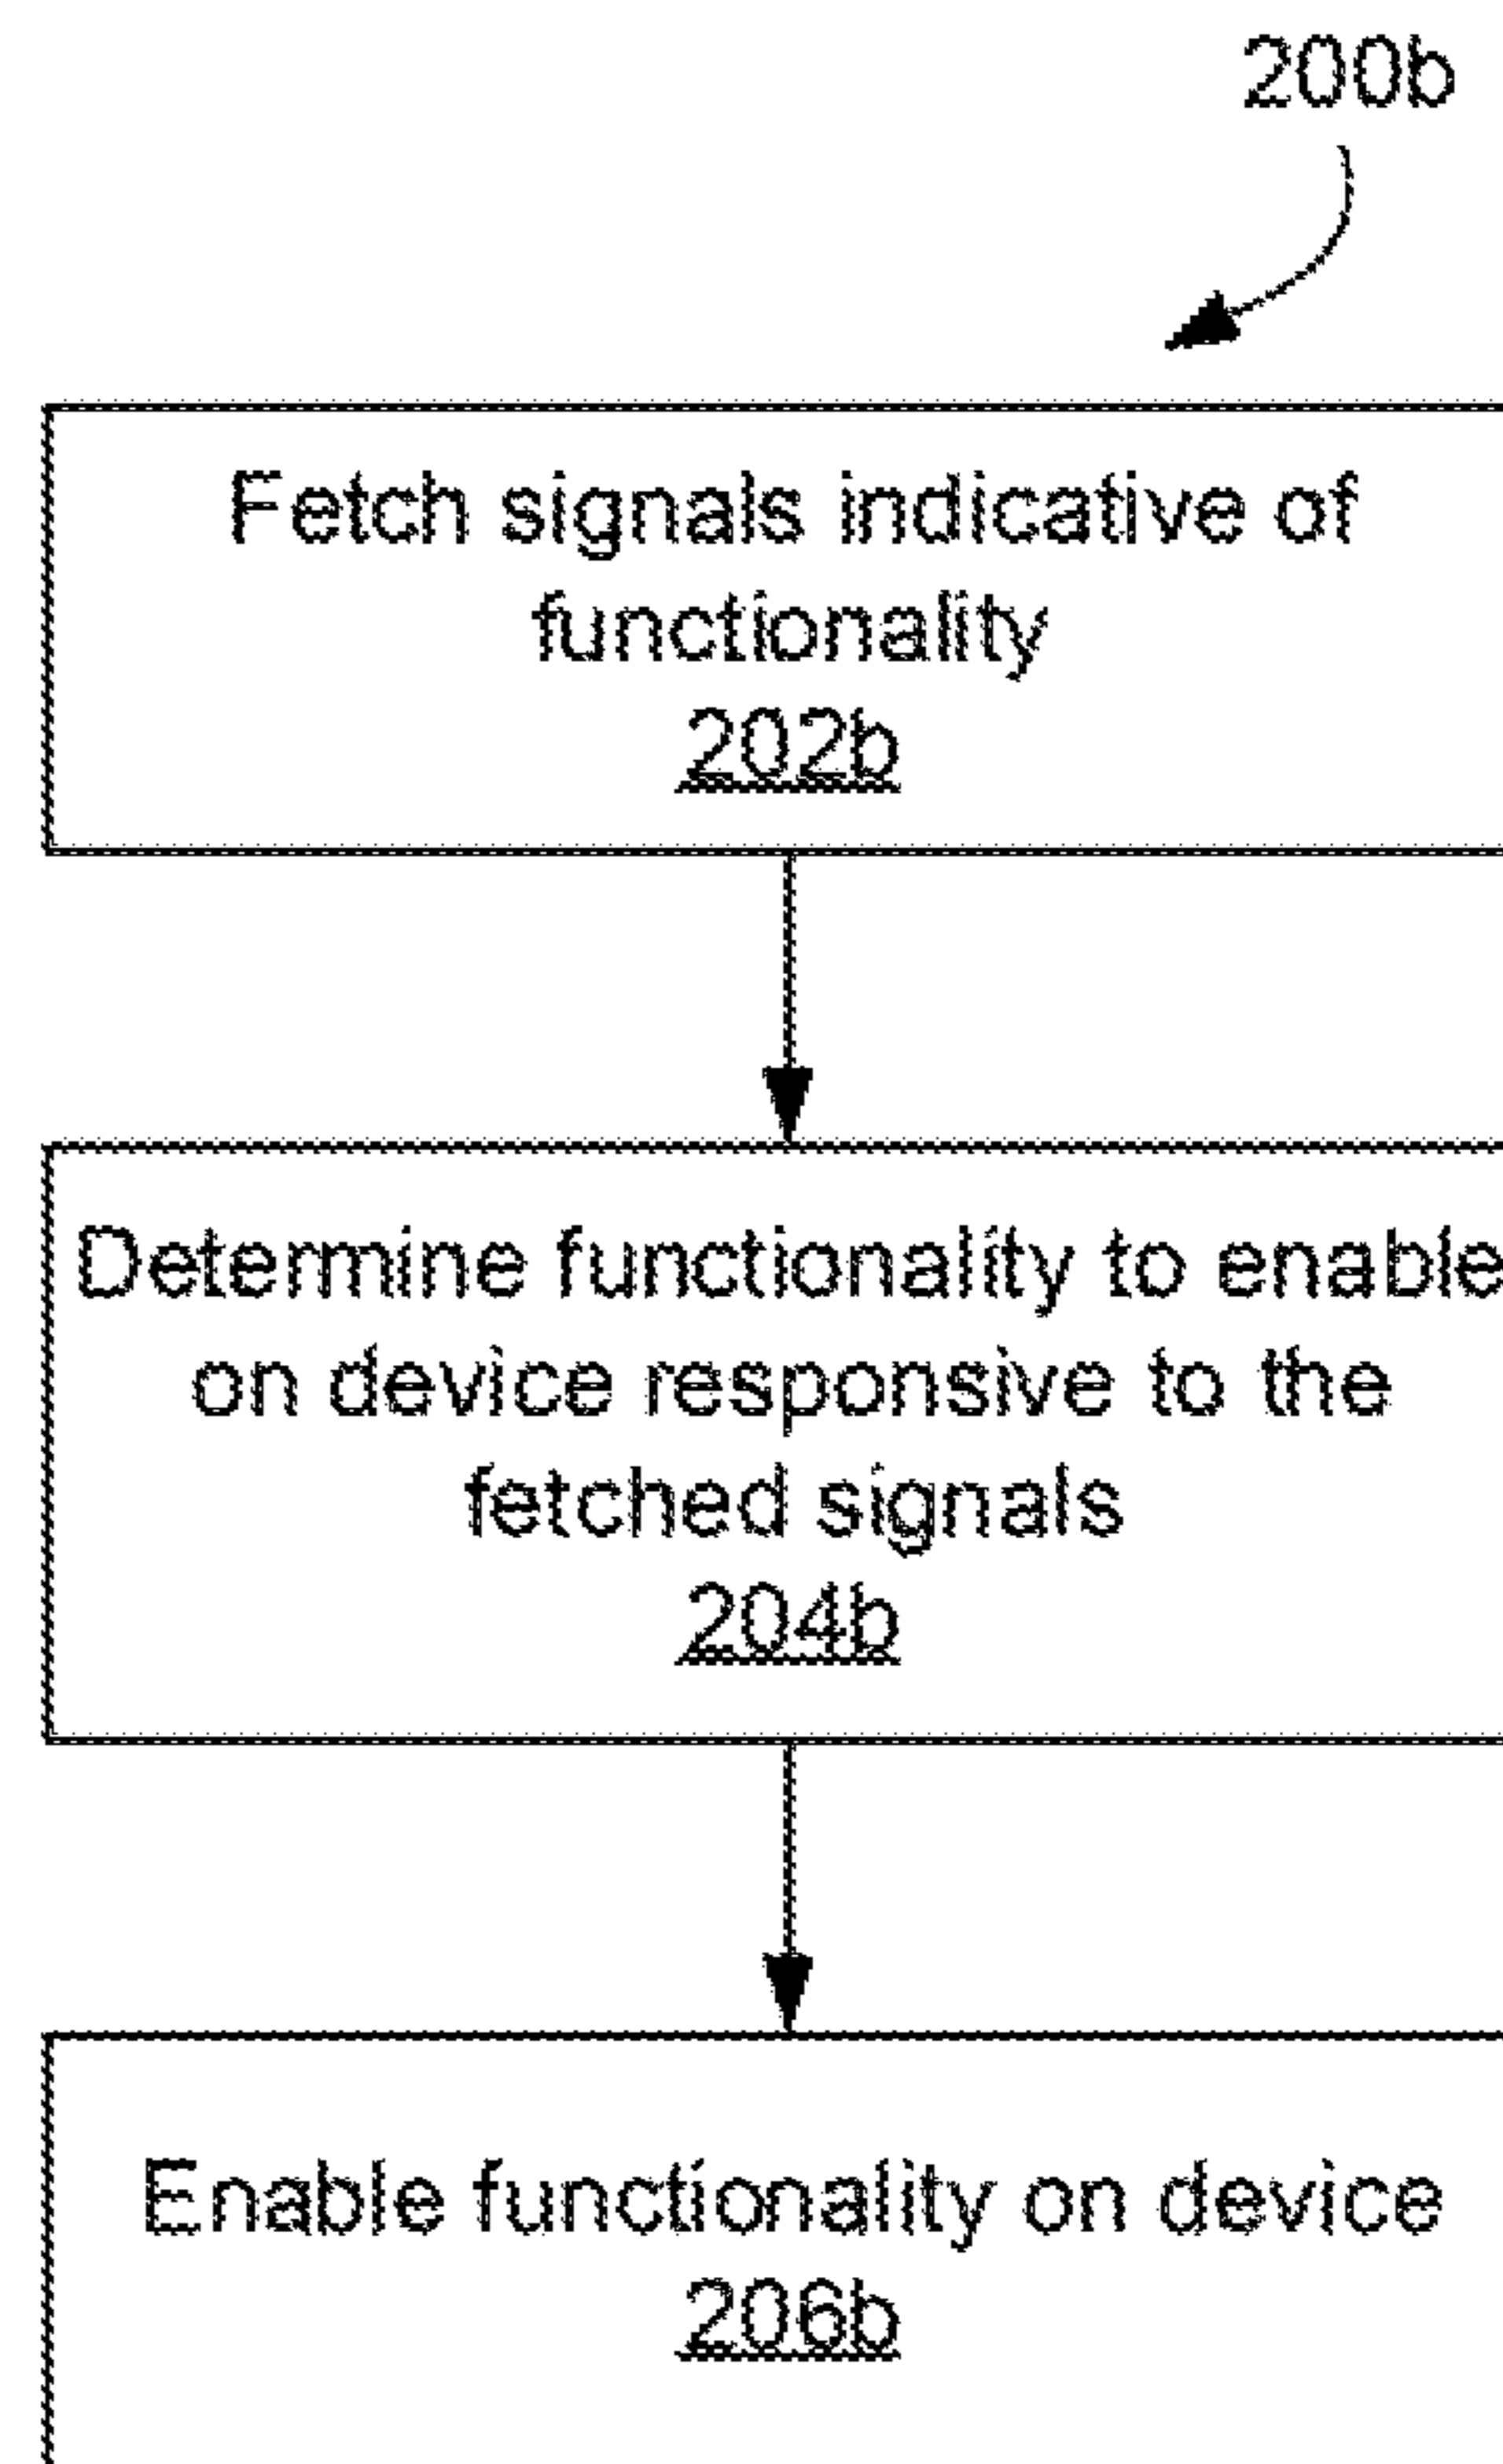 200b
Fetch signals indicative of
functionality
202b
Determine functionality to enable
on device responsive to the
fetched signals
204b
Enable functionality on device
206b